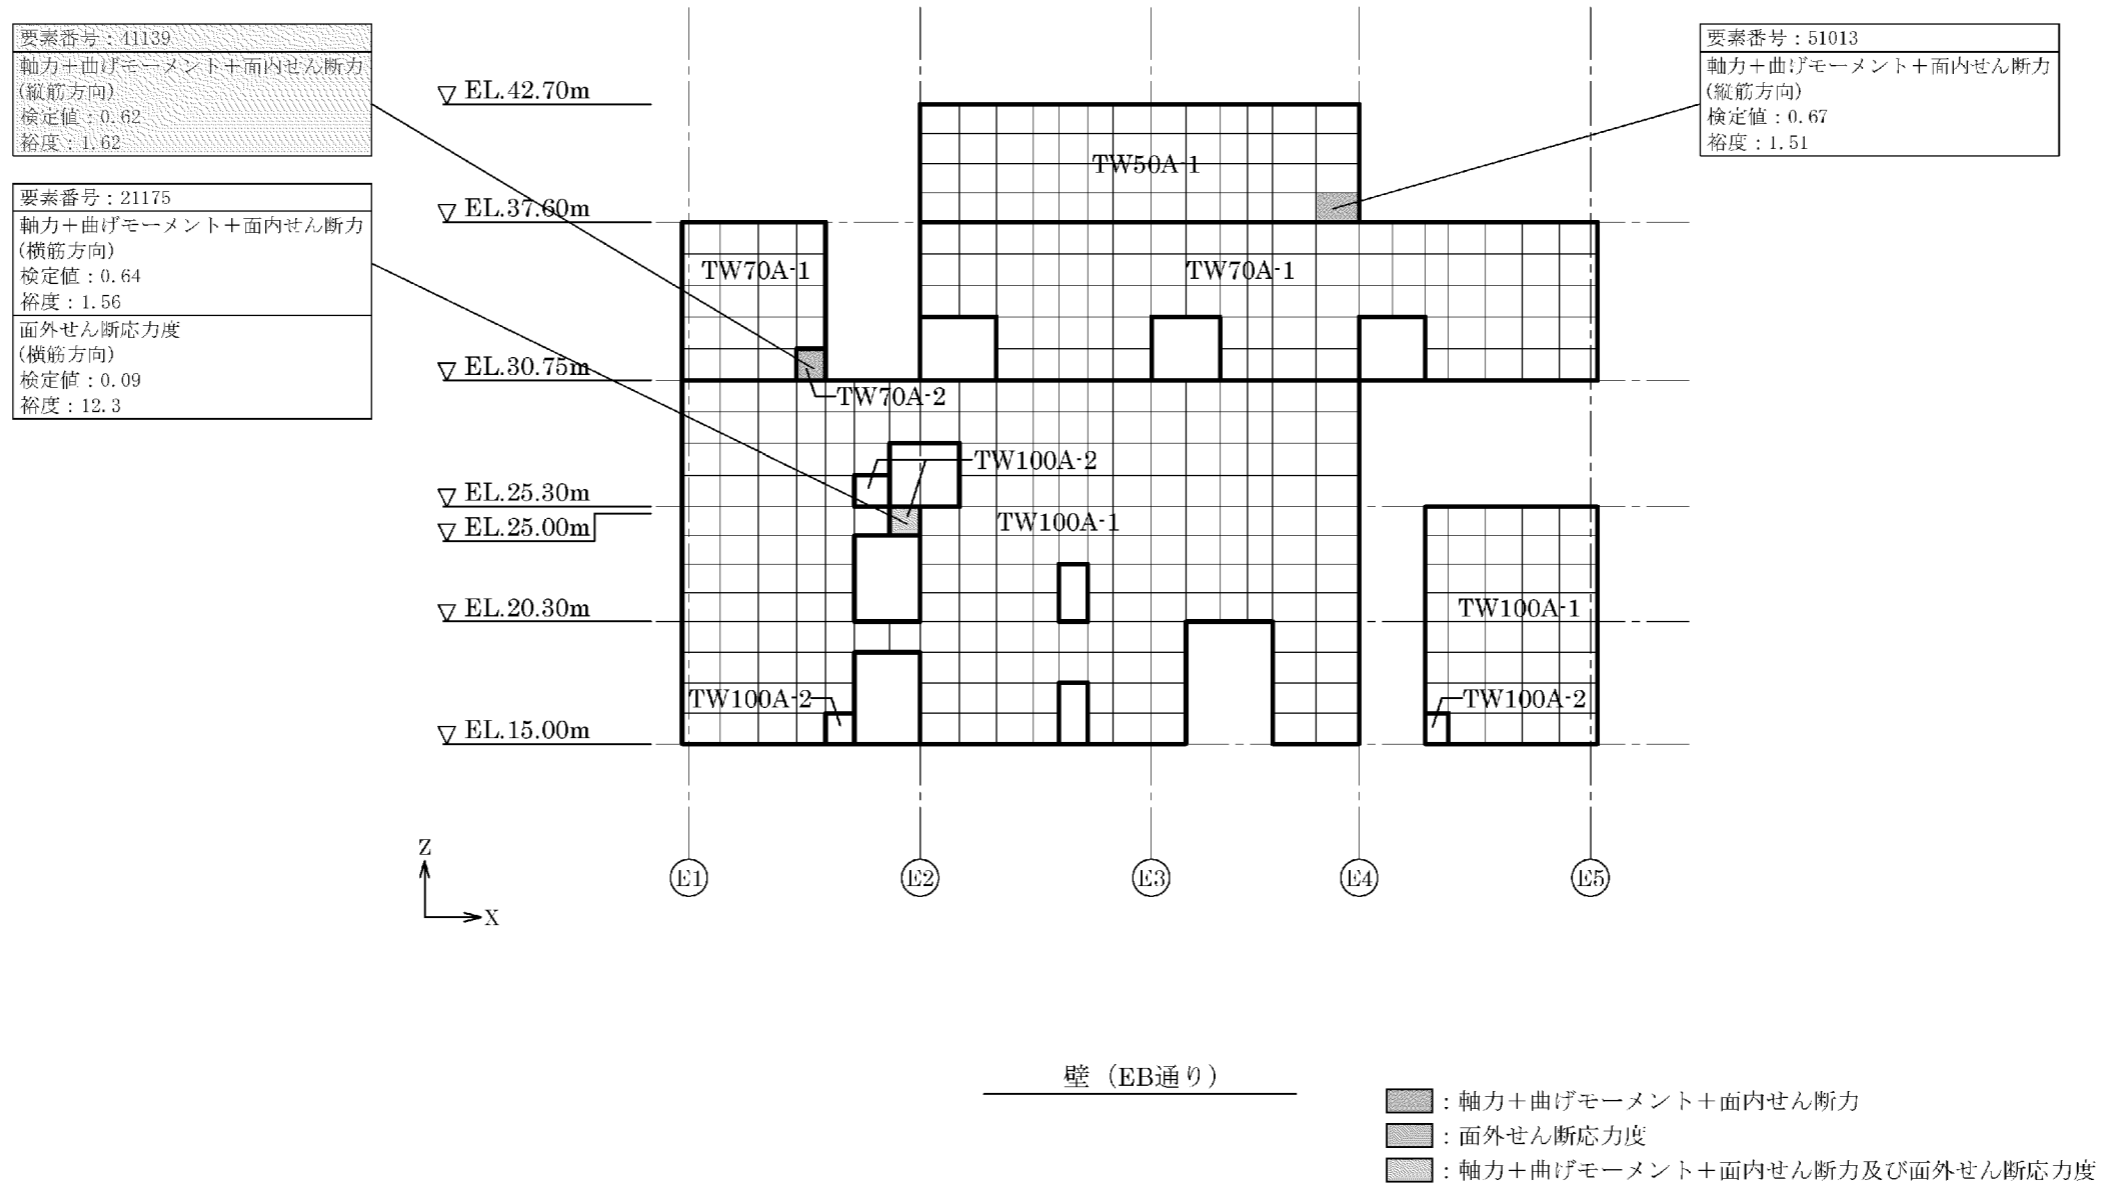 要素番号：41139
軸力＋曲げモーメント＋面内せん断力
(縦筋方向)
検定値：0.62
裕度：1.62
要素番号：21175
軸力＋曲げモーメント＋面内せん断力
(横筋方向)
検定値：0.64
裕度：1.56
面外せん断応力度
(横筋方向)
検定値：0.09
裕度：12.3
要素番号：51013
軸力＋曲げモーメント＋面内せん断力
(縦筋方向)
検定値：0.67
裕度：1.51
▽ EL.42.70m
TW50A-1
▽ EL.37.60m
TW70A-1
TW70A-1
▽ EL.30.75m
TW70A-2
TW100A-2
▽ EL.25.30m
▽ EL.25.00m
TW100A-1
▽ EL.20.30m
TW100A-1
TW100A-2
TW100A-2
▽ EL.15.00m
Z
X
E1
E2
E3
E4
E5
壁（EB通り）
：軸力＋曲げモーメント＋面内せん断力
：面外せん断応力度
：軸力＋曲げモーメント＋面内せん断力及び面外せん断応力度